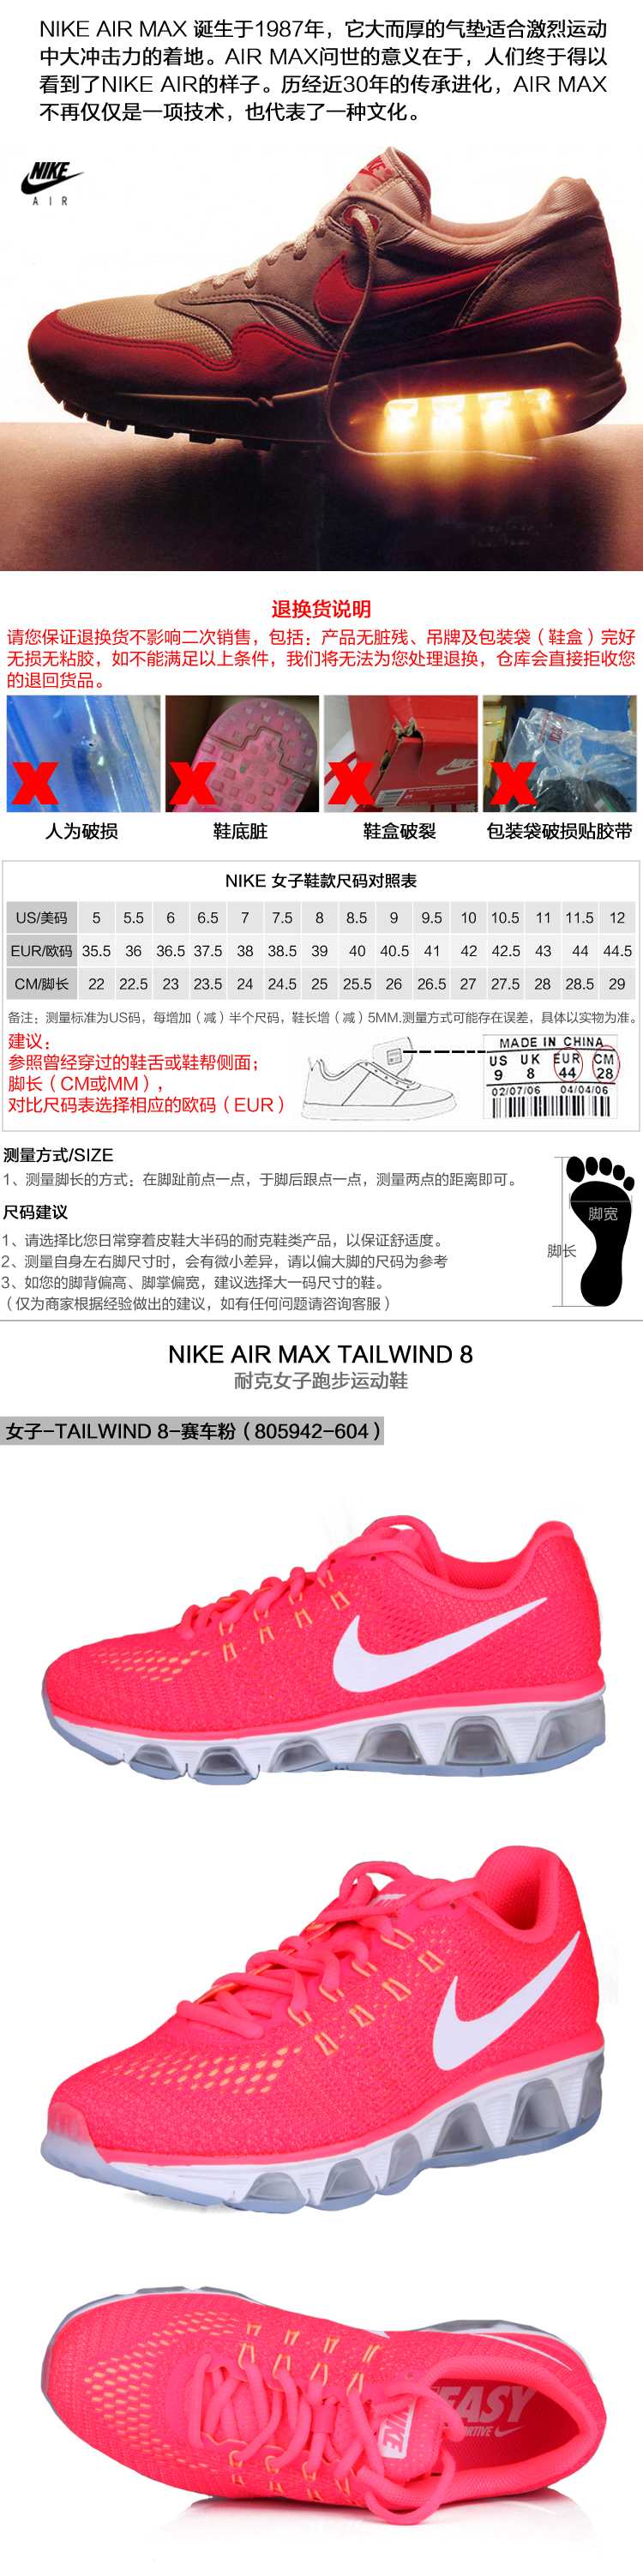 NIKE AIR MAX 诞生于1987年，它大而厚的气垫适合激烈运动
中大冲击力的着地。AIR MAX问世的意义在于，人们终于得以
看到了NIKE AIR的样子。历经近30年的传承进化，AIR MAX
不再仅仅是一项技术，也代表了一种文化。
NIKE
AIR
退换货说明
请您保证退换货不影响二次销售，包括：产品无脏残、吊牌及包装袋（鞋盒）完好
无损无粘胶，如不能满足以上条件，我们将无法为您处理退换，仓库会直接拒收您
的退回货品。
X X X X
人为破损 鞋底脏 鞋盒破裂 包装袋破损贴胶带
NIKE 女子鞋款尺码对照表
US/美码 5 5.5 6 6.5 7 7.5 8 8.5 9 9.5 10 10.5 11 11.5 12
EUR/欧码 35.5 36 36.5 37.5 38 38.5 39 40 40.5 41 42 42.5 43 44 44.5
CM/脚长 22 22.5 23 23.5 24 24.5 25 25.5 26 26.5 27 27.5 28 28.5 29
备注：测量标准为US码，每增加（减）半个尺码，鞋长增（减）5MM.测量方式可能存在误差，具体以实物为准。
建议：
参照曾经穿过的鞋舌或鞋帮侧面；
脚长（CM或MM），
对比尺码表选择相应的欧码（EUR）
MADE IN CHINA
US UK EUR CM
9 8 44 28
02/07/06 04/04/06
测量方式/SIZE
1、测量脚长的方式：在脚趾前点一点，于脚后跟点一点，测量两点的距离即可。
尺码建议
1、请选择比您日常穿着皮鞋大半码的耐克鞋类产品，以保证舒适度。
2、测量自身左右脚尺寸时，会有微小差异，请以偏大脚的尺码为参考
3、如您的脚背偏高、脚掌偏宽，建议选择大一码尺寸的鞋。
（仅为商家根据经验做出的建议，如有任何问题请咨询客服）
脚宽
脚长
NIKE AIR MAX TAILWIND 8
耐克女子跑步运动鞋
女子-TAILWIND 8-赛车粉（805942-604）
NIKE
EASY